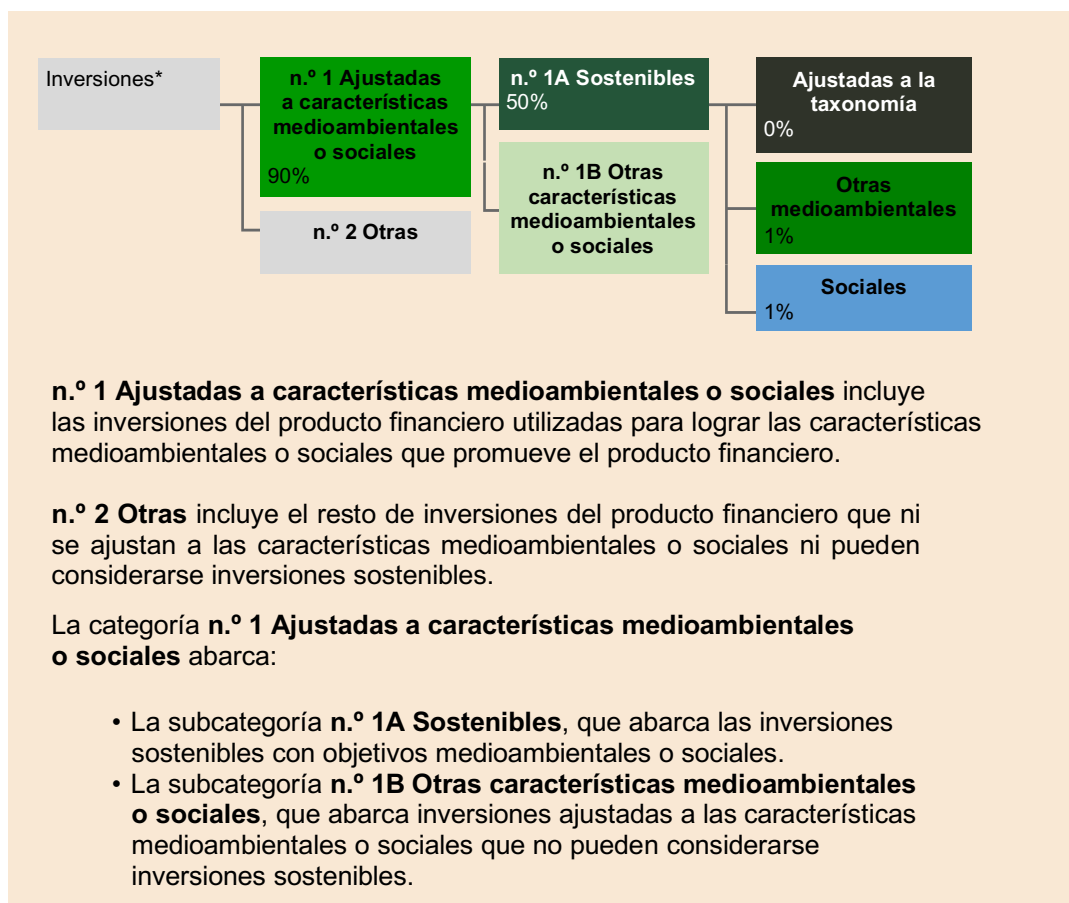 Inversiones*
n.º 1 Ajustadas
a características
medioambientales
o sociales
90%
n.º 2 Otras
n.º 1A Sostenibles
50%
n.º 1B Otras
características
medioambientales
o sociales
Ajustadas a la
taxonomía
0%
Otras
medioambientales
1%
Sociales
1%
n.º 1 Ajustadas a características medioambientales o sociales incluye
las inversiones del producto financiero utilizadas para lograr las características
medioambientales o sociales que promueve el producto financiero.
n.º 2 Otras incluye el resto de inversiones del producto financiero que ni
se ajustan a las características medioambientales o sociales ni pueden
considerarse inversiones sostenibles.
La categoría n.º 1 Ajustadas a características medioambientales
o sociales abarca:
• La subcategoría n.º 1A Sostenibles, que abarca las inversiones
sostenibles con objetivos medioambientales o sociales.
• La subcategoría n.º 1B Otras características medioambientales
o sociales, que abarca inversiones ajustadas a las características
medioambientales o sociales que no pueden considerarse
inversiones sostenibles.